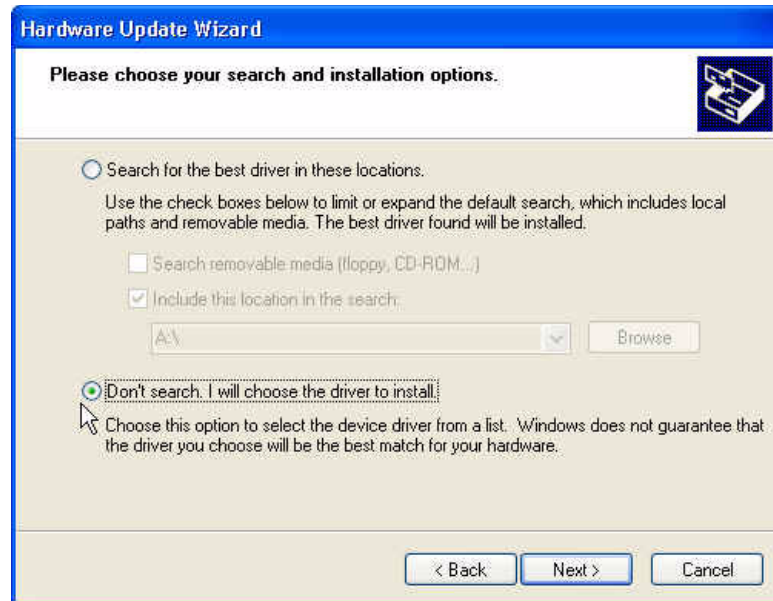 Hardware Update Wizard
Please choose your search and installation options.
Search for the best driver in these locations.
Use the check boxes below to limit or expand the default search, which includes local
paths and removable media. The best driver found will be installed.
Search removable media (floppy, CD-ROM...)
Include this location in the search:
A:\ Browse
Don't search. I will choose the driver to install.
Choose this option to select the device driver from a list. Windows does not guarantee that
the driver you choose will be the best match for your hardware.
< Back Next > Cancel